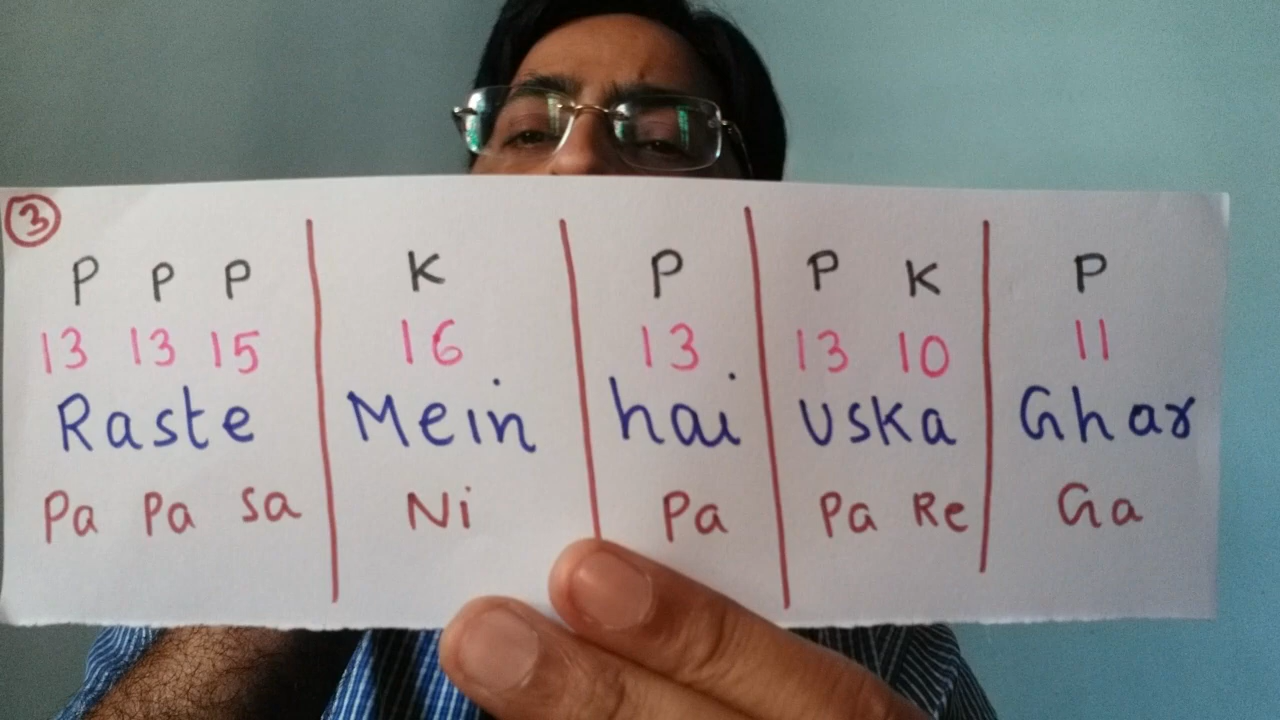 3
P P P K P P K P
13 13 15 16 13 13 10 11
Raste Mein hai Uska Ghar
Pa Pa Sa Ni Pa Pa Re Ga